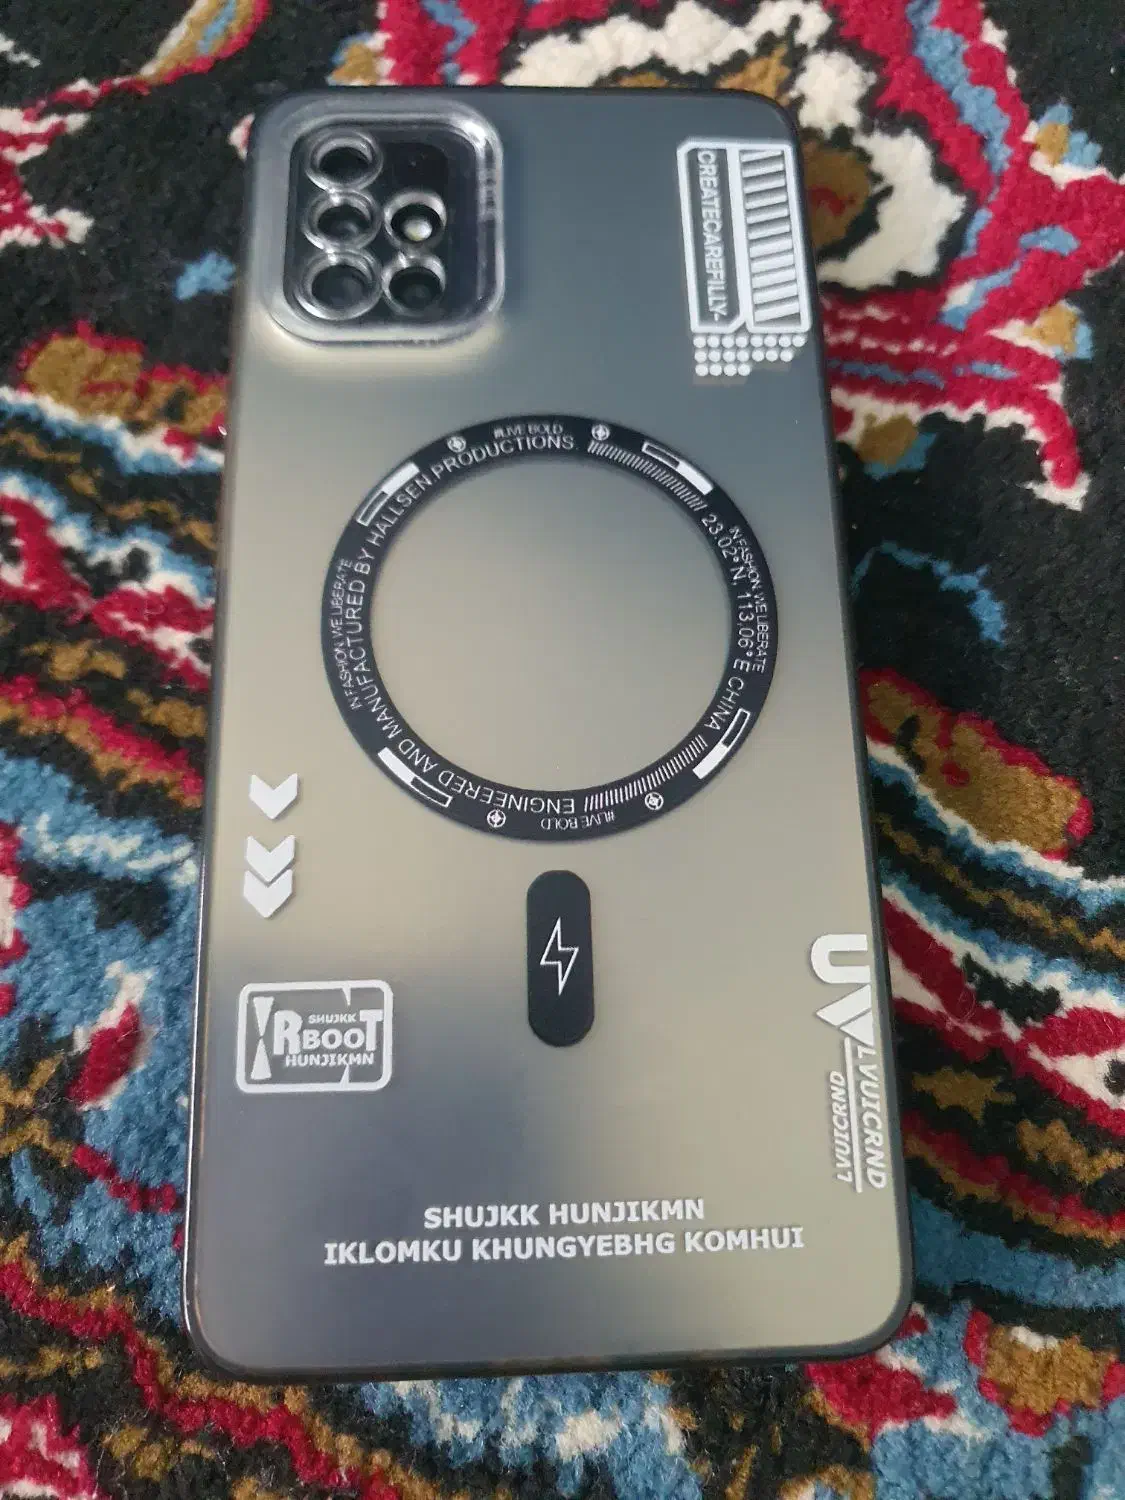 CREATECAREFILLY-
#LIVE BOLD
IN FASHION WE LIBERATE
ENGINEERED AND MANUFACTURED BY HALLSEN PRODUCTIONS.
23.02° N, 113.06° E CHINA
IN FASHION WE LIBERATE
#LIVE BOLD
SHUJKK
RBOOT
HUNJIKMN
UV
LVUICRND
LVUICRND
SHUJKK HUNJIKMN
IKLOMKU KHUNGYEBHG KOMHUI